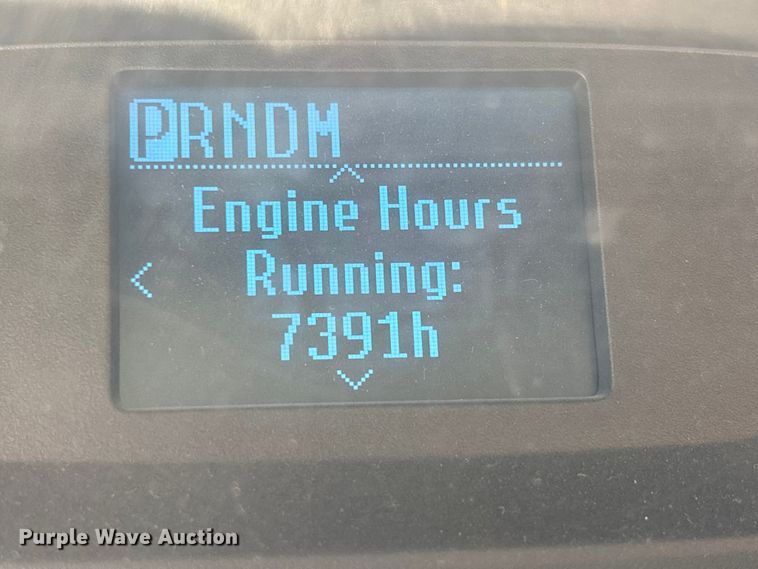 PRNDM
Engine Hours
Running:
7391h
Purple Wave Auction